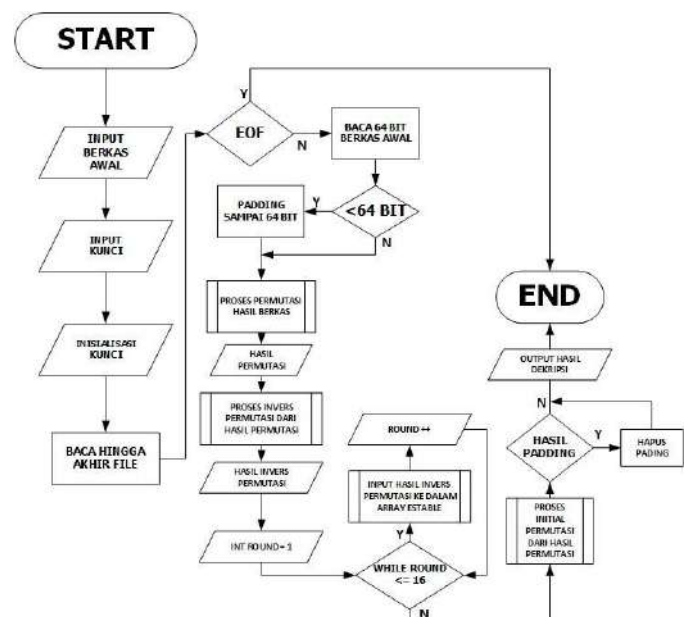 START
INPUT
BERKAS
AWAL
INPUT
KUNCI
INISIALISASI
KUNCI
BACA HINGGA
AKHIR FILE
Y
EOF
N
BACA 64 BIT
BERKAS AWAL
<64 BIT
Y
N
PADDING
SAMPAI 64 BIT
PROSES PERMUTASI
HASIL BERKAS
HASIL
PERMUTASI
PROSES INVERS
PERMUTASI DARI
HASIL PERMUTASI
HASIL INVERS
PERMUTASI
INT ROUND= 1
WHILE ROUND
<= 16
Y
N
INPUT HASIL INVERS
PERMUTASI KE DALAM
ARRAY ESTABLE
ROUND ++
PROSES
INITIAL
PERMUTASI
DARI HASIL
PERMUTASI
HASIL
PADDING
Y
N
HAPUS
PADING
OUTPUT HASIL
DEKRIPSI
END